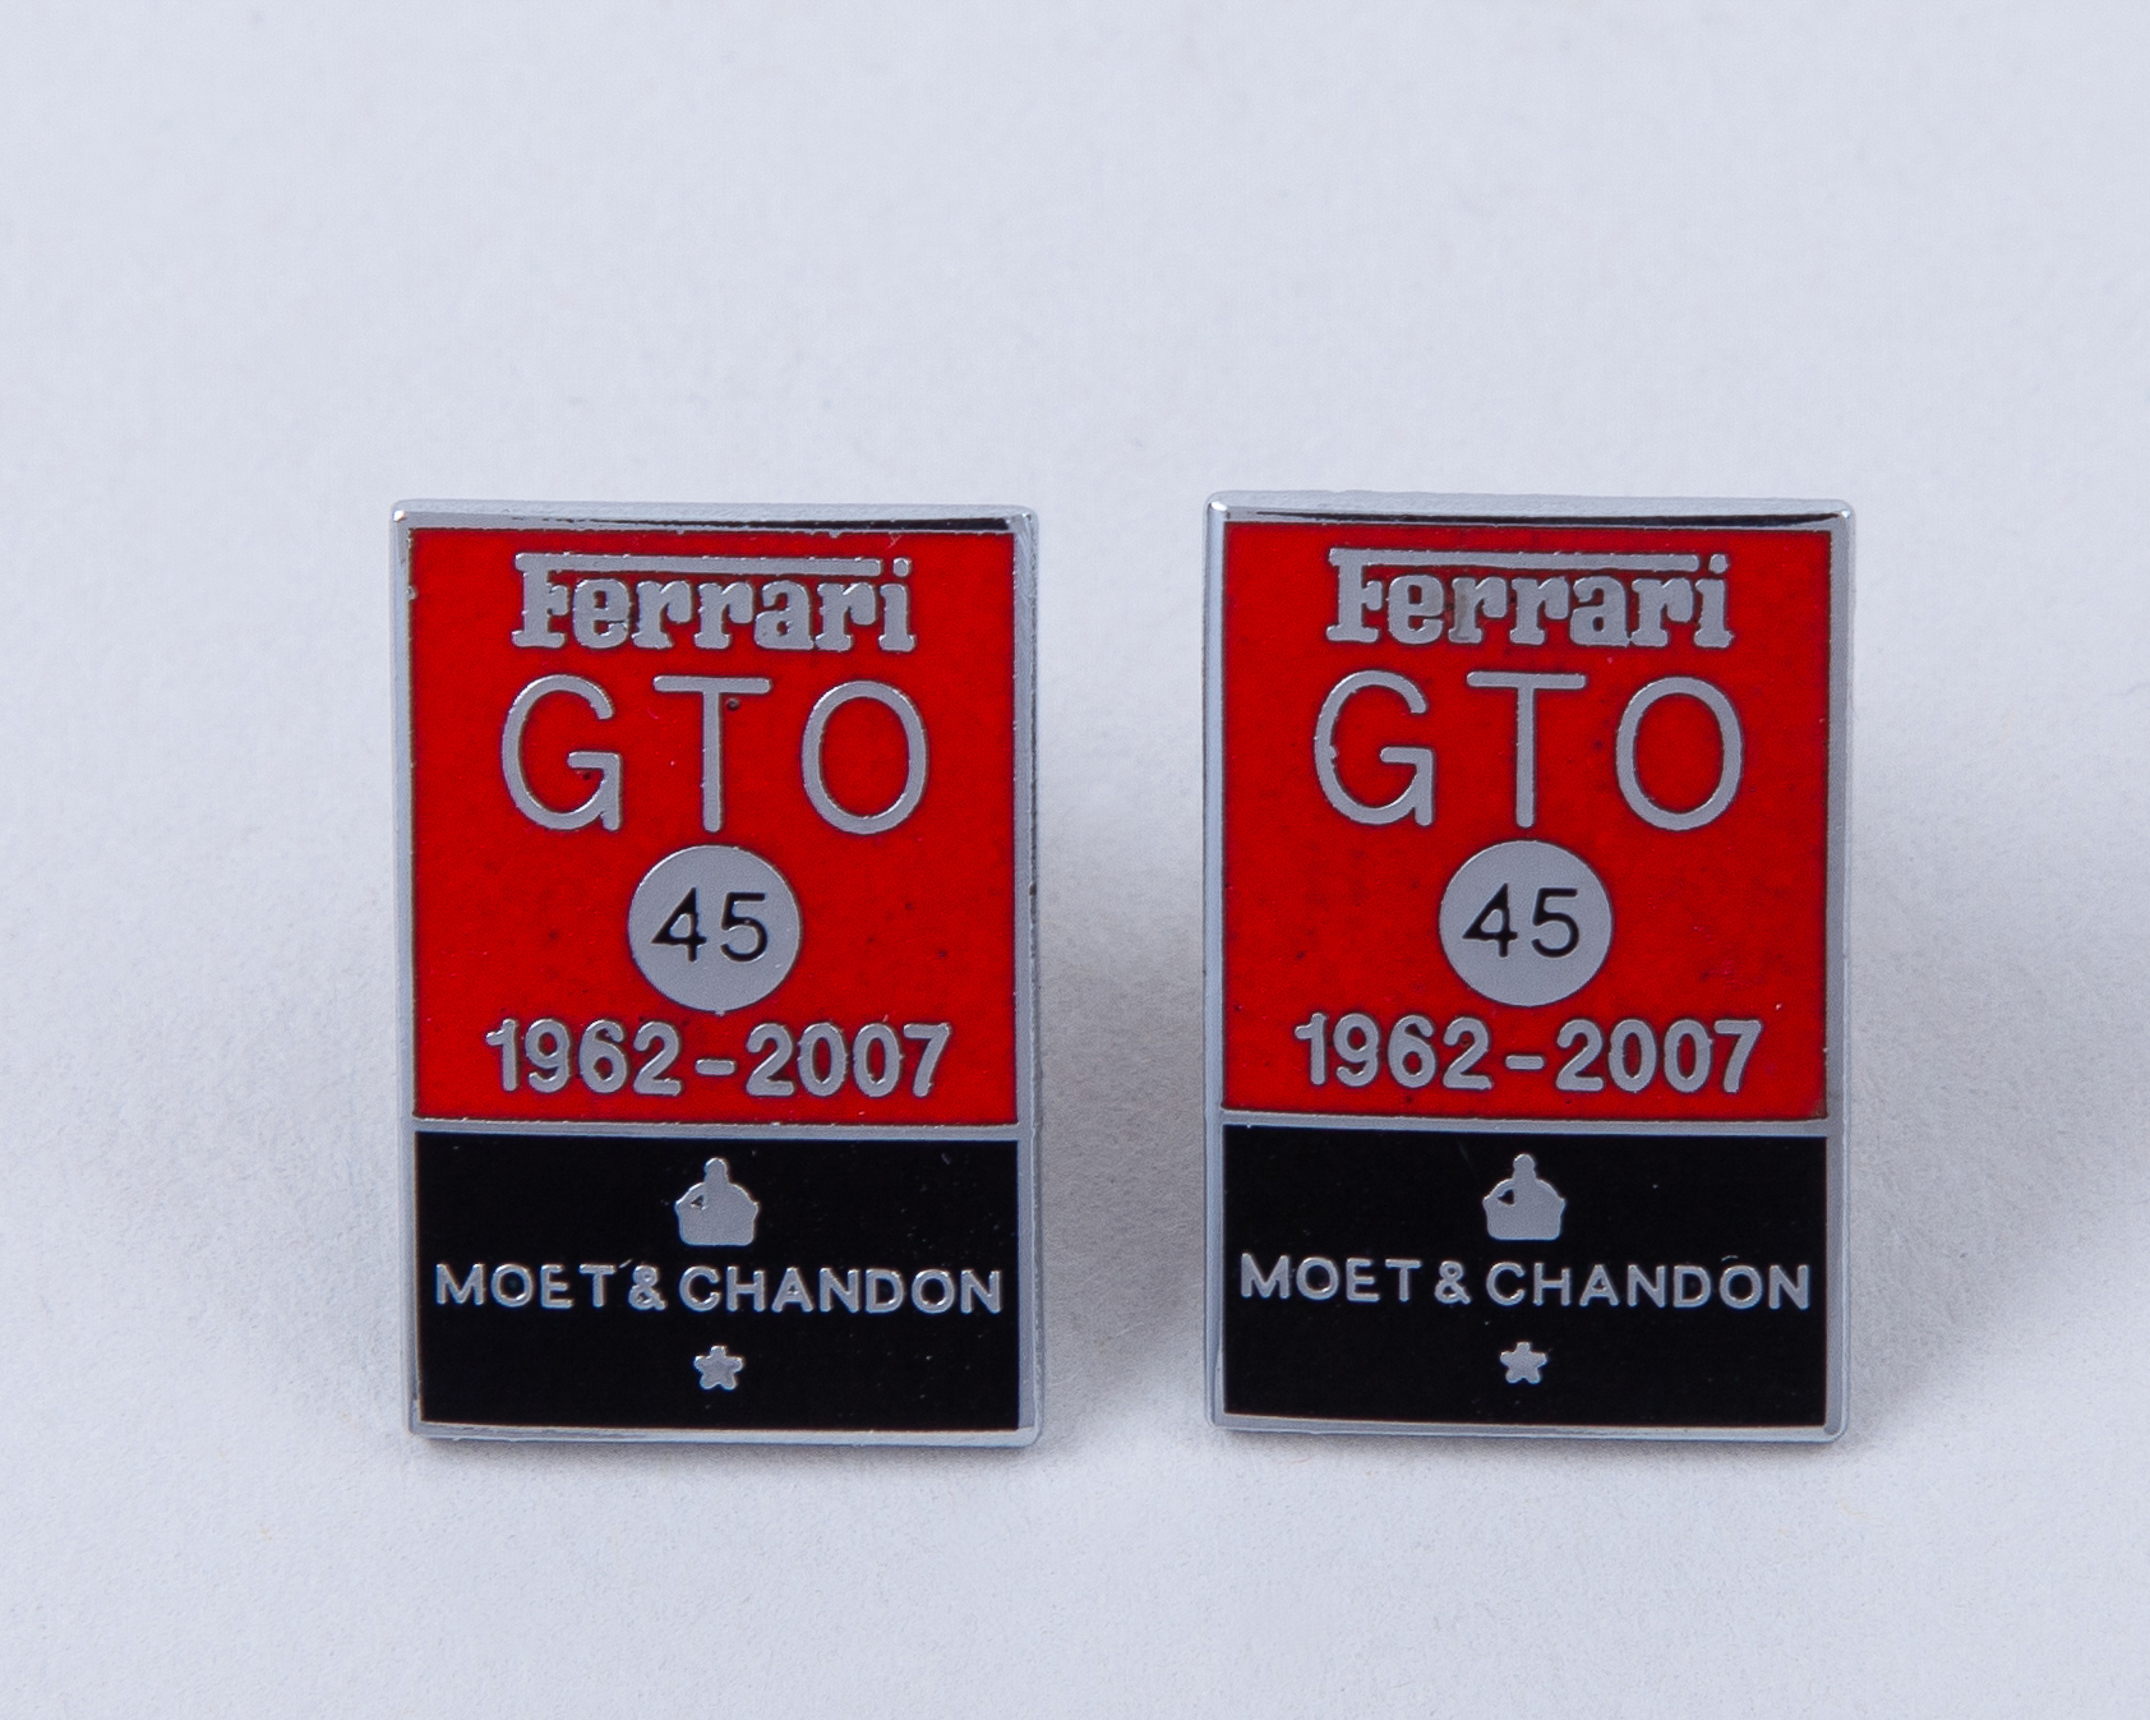 Ferrari
GTO
45
1962-2007
MOET & CHANDON
Ferrari
GTO
45
1962-2007
MOET & CHANDON